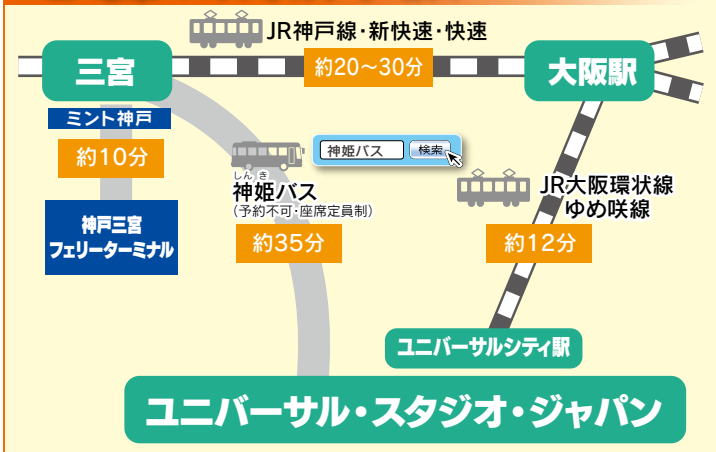 JR神戸線・新快速・快速
三宮
約20～30分
大阪駅
ミント神戸
約10分
神姫バス
検索
しんき
神姫バス
(予約不可・座席定員制)
JR大阪環状線
ゆめ咲線
神戸三宮
フェリーターミナル
約35分
約12分
ユニバーサルシティ駅
ユニバーサル・スタジオ・ジャパン